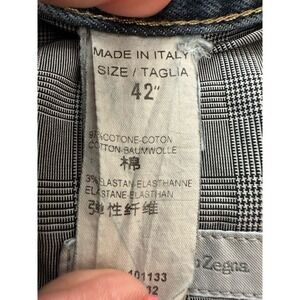 MADE IN ITALY
SIZE / TAGLIA
42"
COTONE-COTON
COTTON-BAUMWOLLE
棉
3% ELASTAN-ELASTHANNE
ELASTANE ELASTHAN
弹性纤维
101133
Zegna